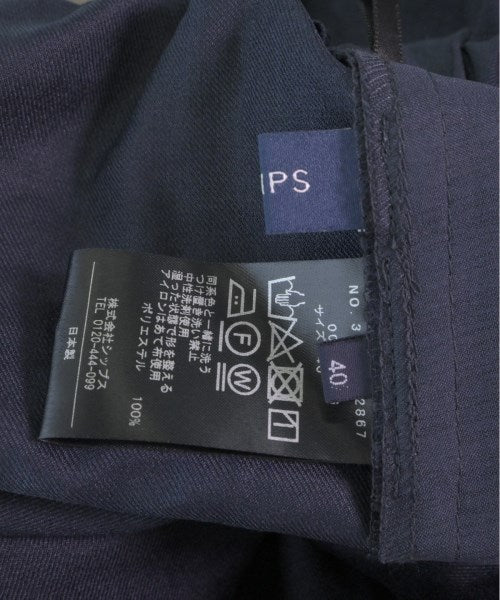 IPS
NO. 3
2867
40
同系色と一緒に洗う
つけ置き洗い禁止
中性洗剤使用
湿った状態で形を整える
アイロンはあて布使用
ポリエステル 100%
株式会社シップス
TEL 0120-444-099
日本製